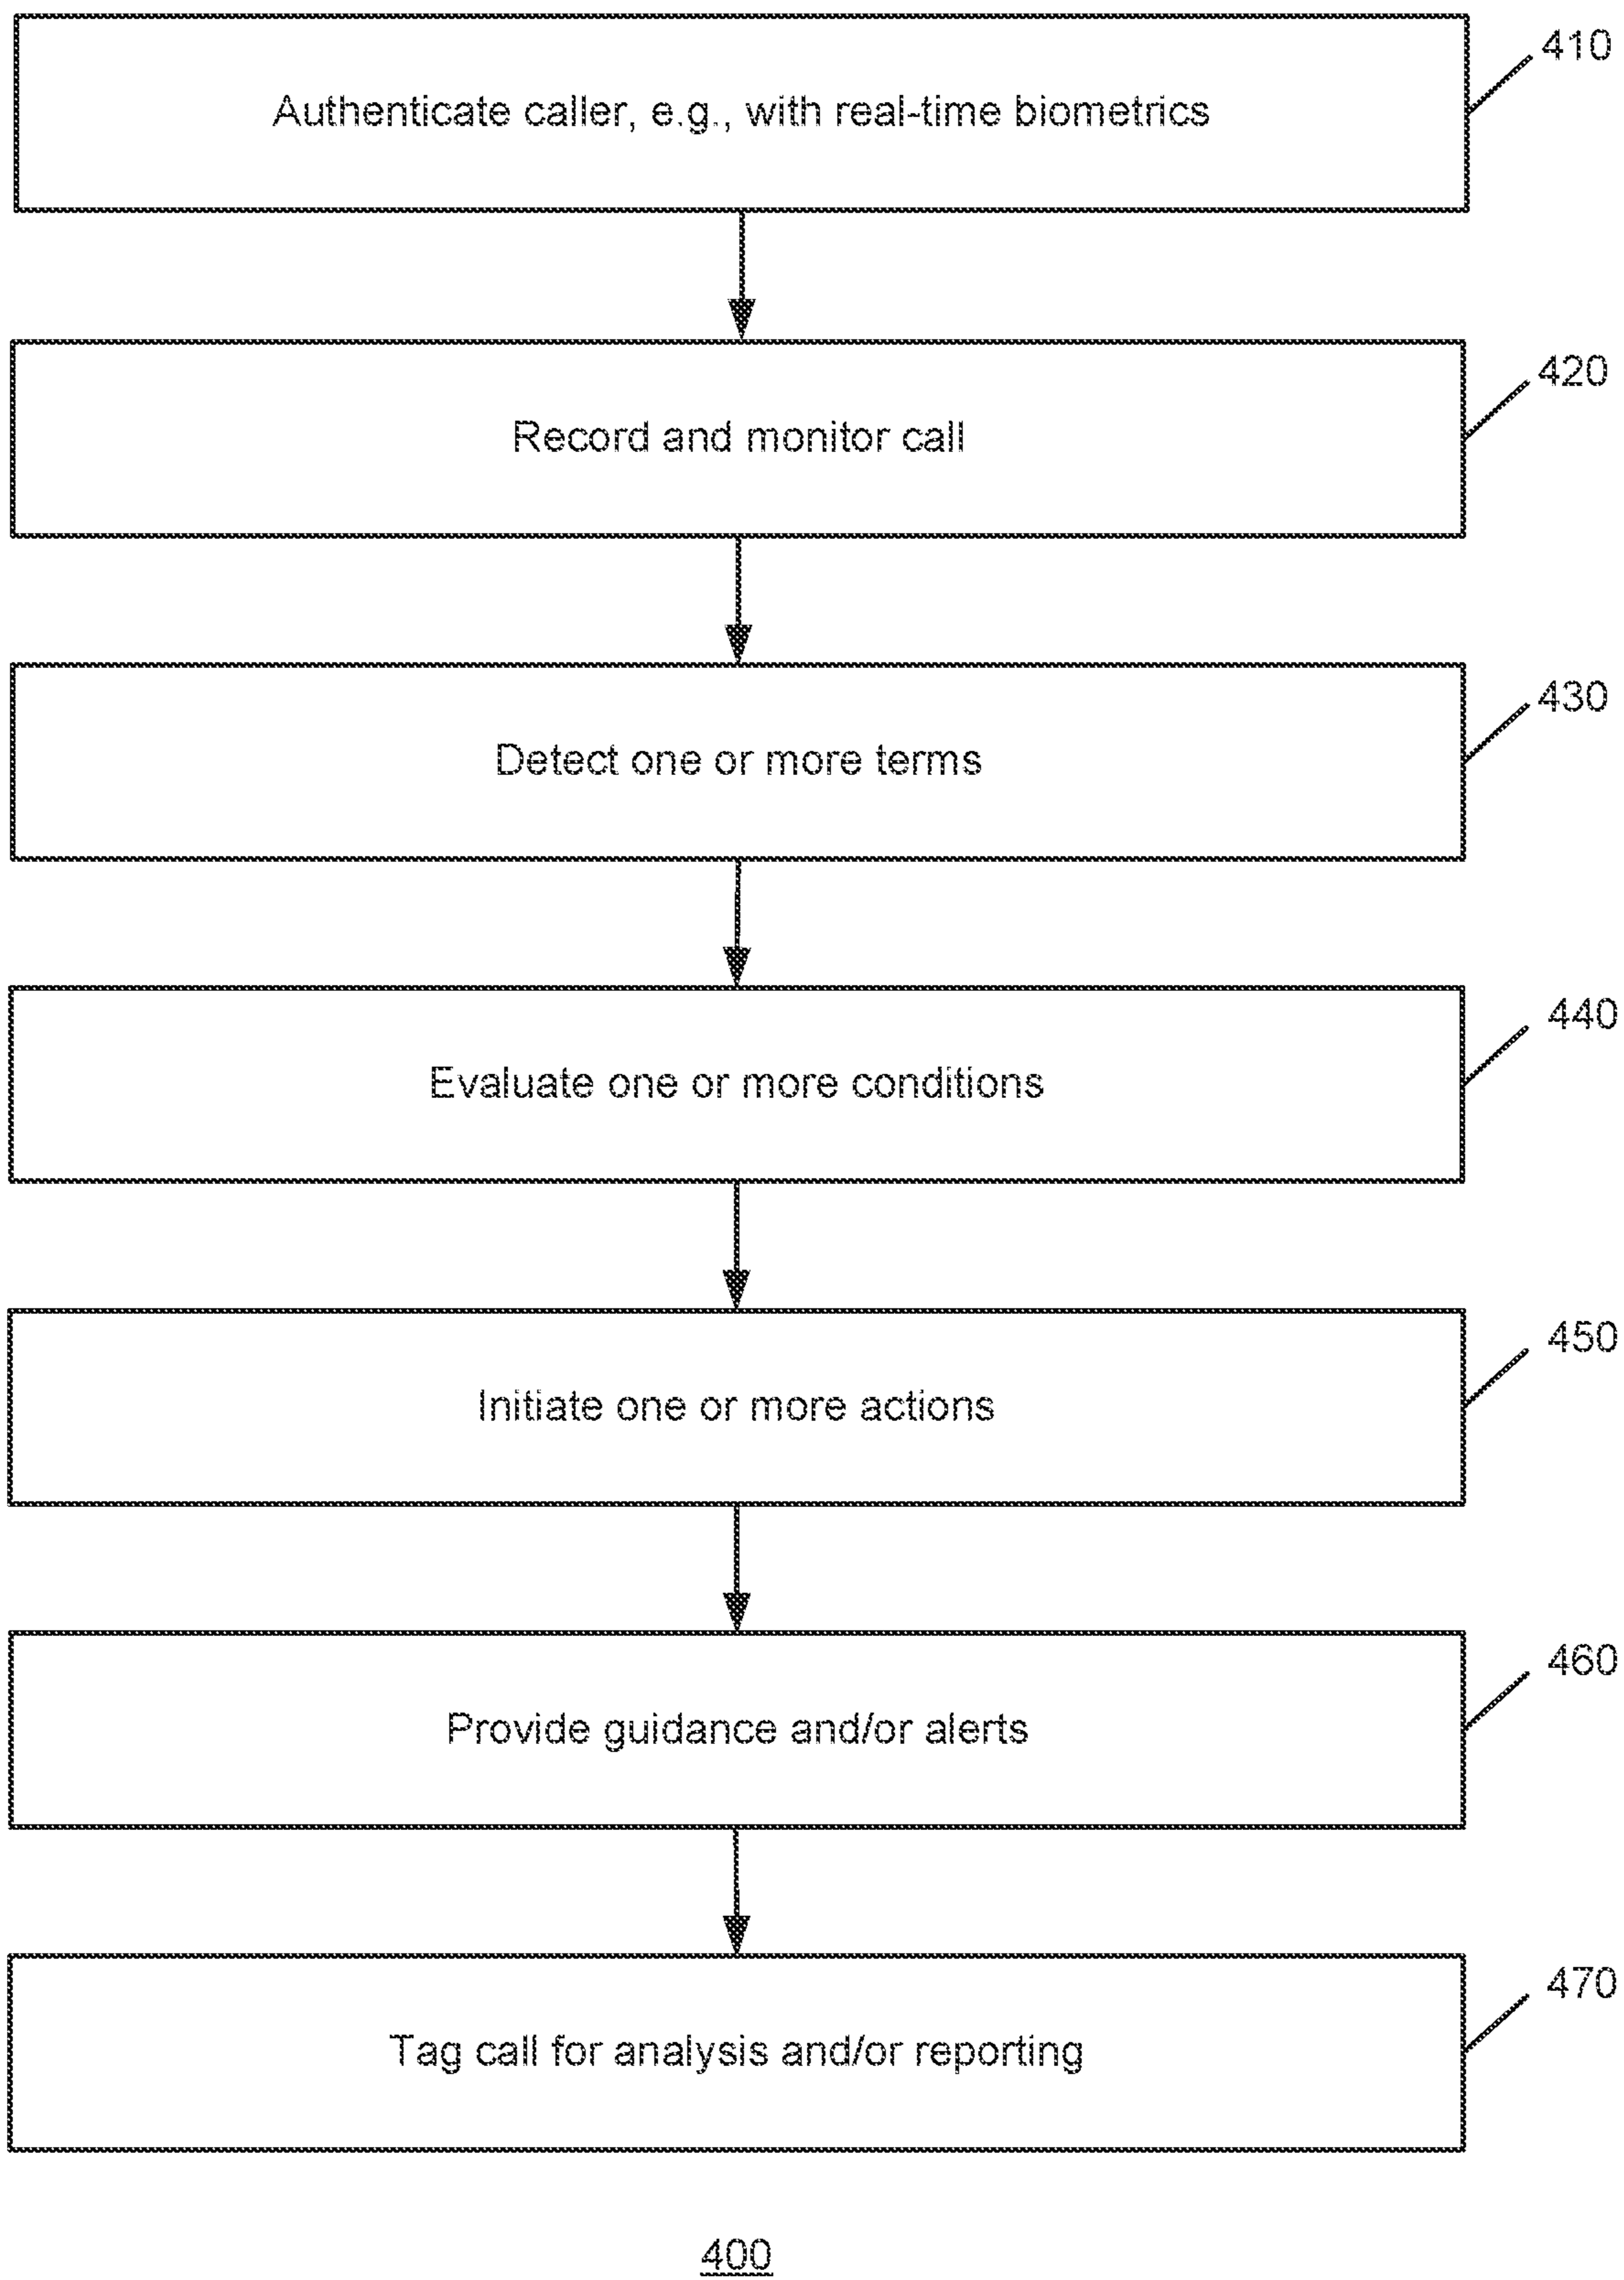 410
Authenticate caller, e.g., with real-time biometrics
420
Record and monitor call
430
Detect one or more terms
440
Evaluate one or more conditions
450
Initiate one or more actions
460
Provide guidance and/or alerts
470
Tag call for analysis and/or reporting
400